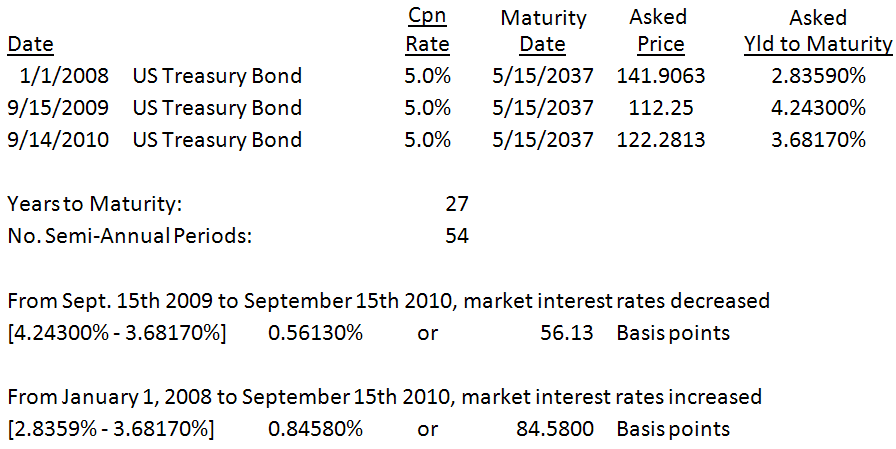 Cpn Maturity Asked Asked
Date Rate Date Price Yld to Maturity
1/1/2008 US Treasury Bond 5.0% 5/15/2037 141.9063 2.83590%
9/15/2009 US Treasury Bond 5.0% 5/15/2037 112.25 4.24300%
9/14/2010 US Treasury Bond 5.0% 5/15/2037 122.2813 3.68170%
Years to Maturity: 27
No. Semi-Annual Periods: 54
From Sept. 15th 2009 to September 15th 2010, market interest rates decreased
[4.24300% - 3.68170%] 0.56130% or 56.13 Basis points
From January 1, 2008 to September 15th 2010, market interest rates increased
[2.8359% - 3.68170%] 0.84580% or 84.5800 Basis points